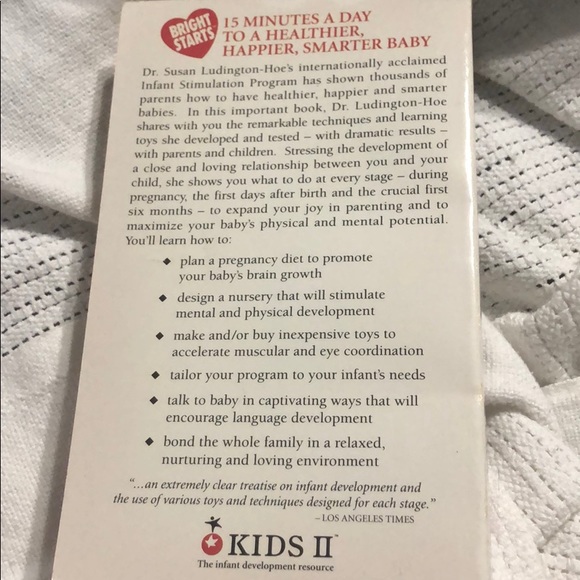 BRIGHT
STARTS
15 MINUTES A DAY
TO A HEALTHIER,
HAPPIER, SMARTER BABY
Dr. Susan Ludington-Hoe's internationally acclaimed
Infant Stimulation Program has shown thousands of
parents how to have healthier, happier and smarter
babies. In this important book, Dr. Ludington-Hoe
shares with you the remarkable techniques and learning
toys she developed and tested – with dramatic results –
with parents and children. Stressing the development of
a close and loving relationship between you and your
child, she shows you what to do at every stage – during
pregnancy, the first days after birth and the crucial first
six months – to expand your joy in parenting and to
maximize your baby's physical and mental potential.
You'll learn how to:
◆ plan a pregnancy diet to promote
your baby's brain growth
◆ design a nursery that will stimulate
mental and physical development
◆ make and/or buy inexpensive toys to
accelerate muscular and eye coordination
◆ tailor your program to your infant's needs
◆ talk to baby in captivating ways that will
encourage language development
◆ bond the whole family in a relaxed,
nurturing and loving environment
"...an extremely clear treatise on infant development and
the use of various toys and techniques designed for each stage."
– LOS ANGELES TIMES
KIDS II™
The infant development resource